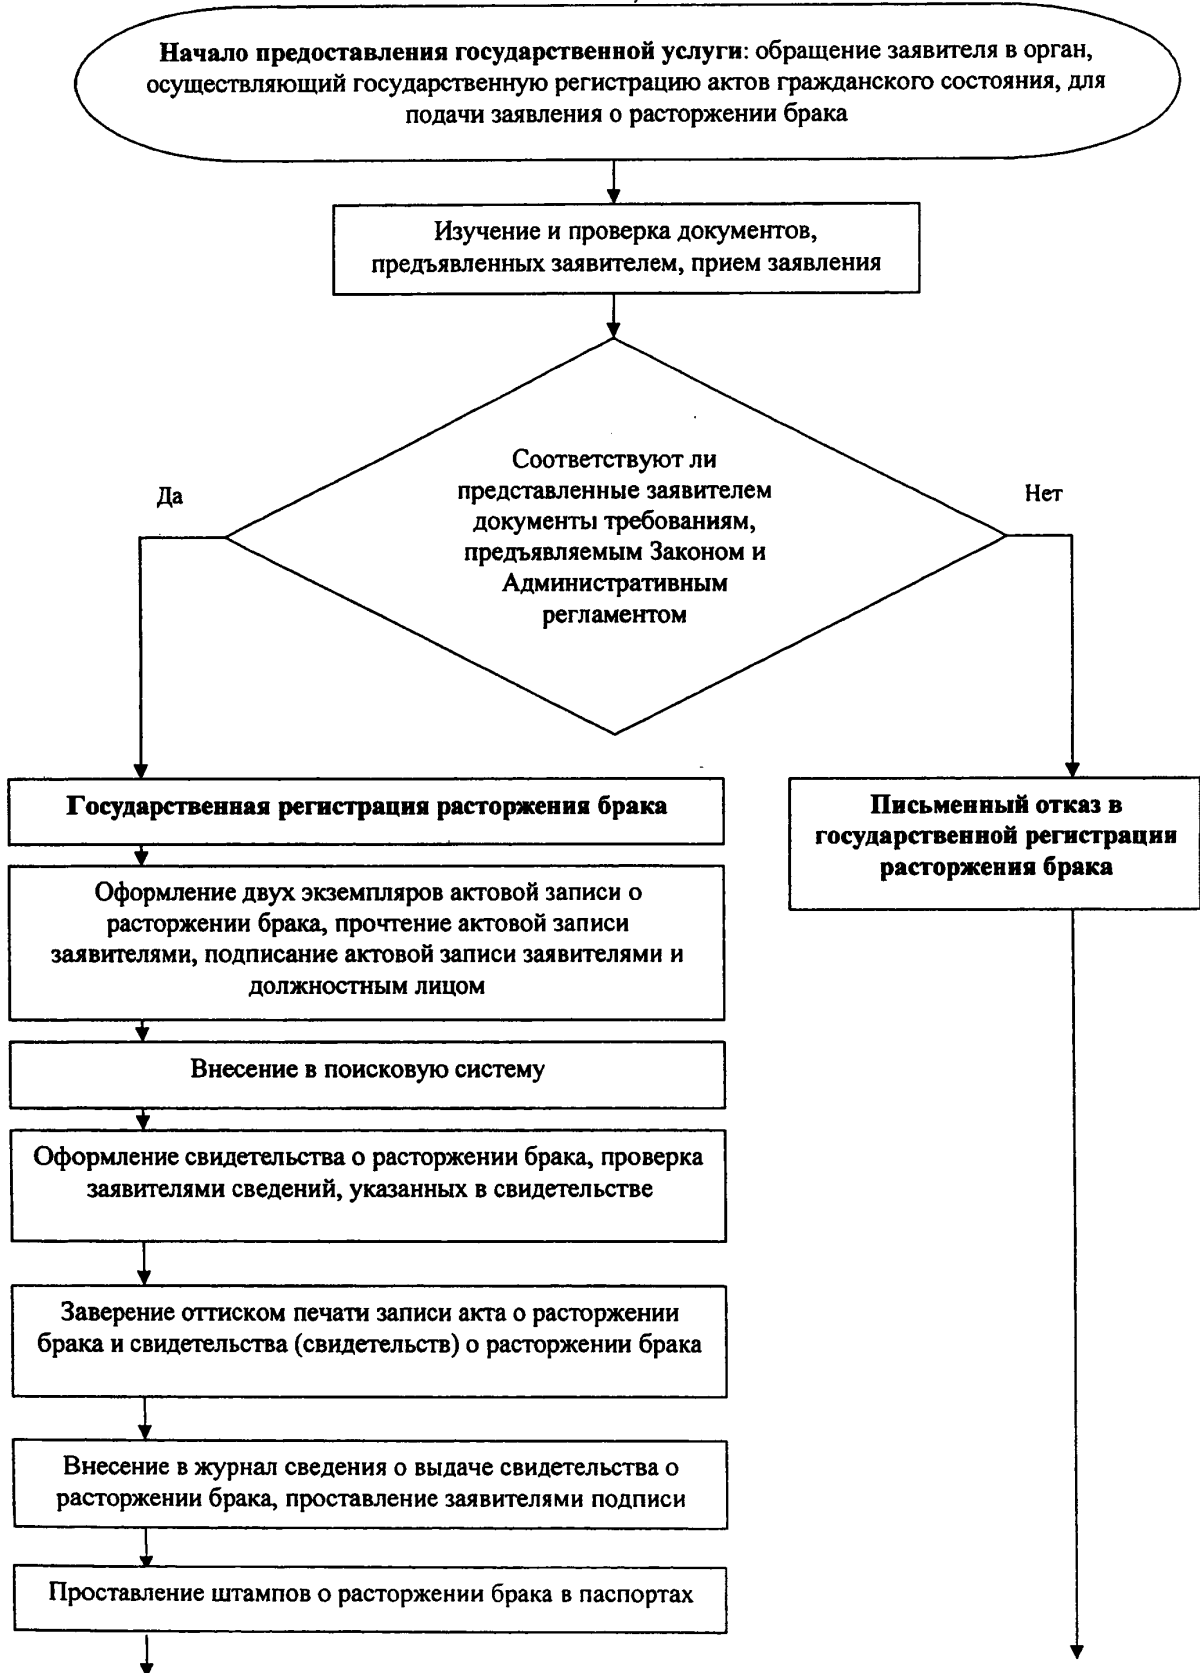 Начало предоставления государственной услуги: обращение заявителя в орган,
осуществляющий государственную регистрацию актов гражданского состояния, для
подачи заявления о расторжении брака
Изучение и проверка документов,
предъявленных заявителем, прием заявления
Соответствуют ли
представленные заявителем
документы требованиям,
предъявляемым Законом и
Административным
регламентом
Да
Нет
Государственная регистрация расторжения брака
Письменный отказ в
государственной регистрации
расторжения брака
Оформление двух экземпляров актовой записи о
расторжении брака, прочтение актовой записи
заявителями, подписание актовой записи заявителями и
должностным лицом
Внесение в поисковую систему
Оформление свидетельства о расторжении брака, проверка
заявителями сведений, указанных в свидетельстве
Заверение оттиском печати записи акта о расторжении
брака и свидетельства (свидетельств) о расторжении брака
Внесение в журнал сведения о выдаче свидетельства о
расторжении брака, проставление заявителями подписи
Проставление штампов о расторжении брака в паспортах